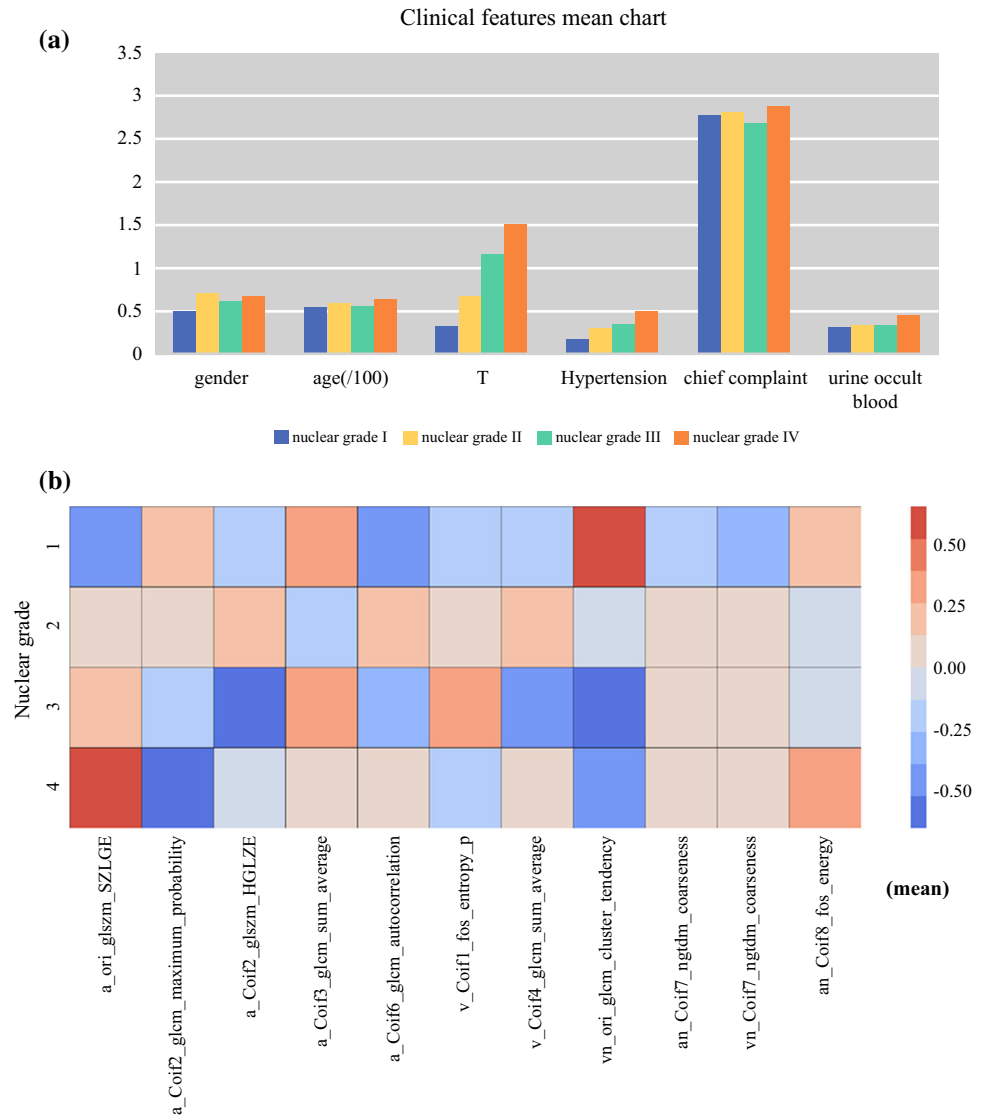 Clinical features mean chart
(a)
3.5
3
2.5
2
1.5
1
0.5
0
gender age(/100) T Hypertension chief complaint urine occult
blood
nuclear grade I nuclear grade II nuclear grade III nuclear grade IV
(b)
Nuclear grade
1
2
3
4
0.50
0.25
0.00
-0.25
-0.50
(mean)
a_ori_glszm_SZLGE
a_Coif2_glcm_maximum_probability
a_Coif2_glszm_HGLZE
a_Coif3_glcm_sum_average
a_Coif6_glcm_autocorrelation
v_Coif1_fos_entropy_p
v_Coif4_glcm_sum_average
vn_ori_glcm_cluster_tendency
an_Coif7_ngtdm_coarseness
vn_Coif7_ngtdm_coarseness
an_Coif8_fos_energy